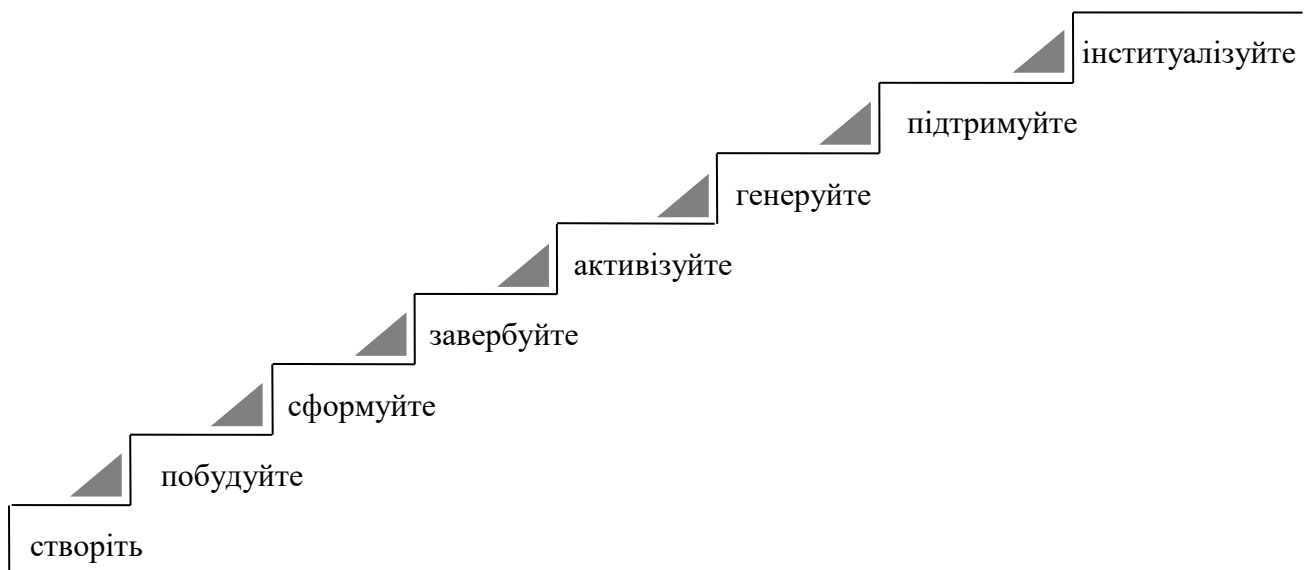 інституалізуйте
підтримуйте
генеруйте
активізуйте
завербуйте
сформуйте
побудуйте
створіть